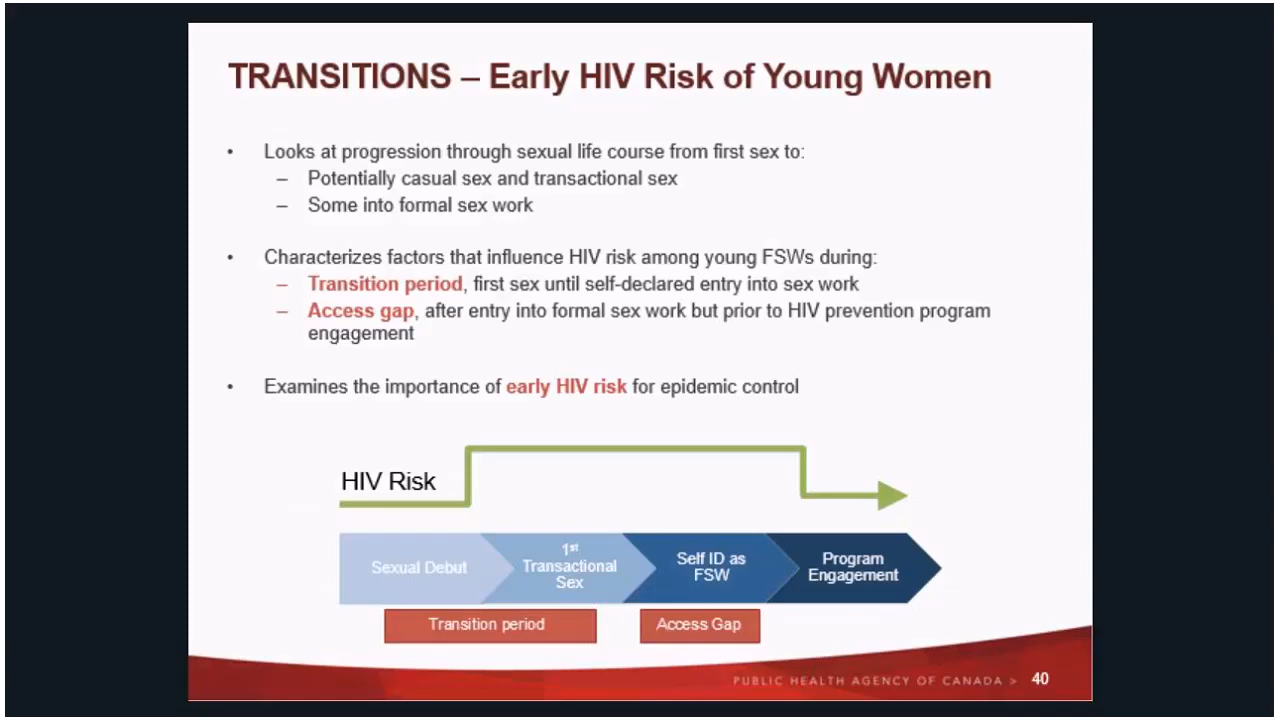 TRANSITIONS – Early HIV Risk of Young Women
• Looks at progression through sexual life course from first sex to:
– Potentially casual sex and transactional sex
– Some into formal sex work
• Characterizes factors that influence HIV risk among young FSWs during:
– Transition period, first sex until self-declared entry into sex work
– Access gap, after entry into formal sex work but prior to HIV prevention program
engagement
• Examines the importance of early HIV risk for epidemic control
HIV Risk
Sexual Debut
1st
Transactional
Sex
Self ID as
FSW
Program
Engagement
Transition period
Access Gap
PUBLIC HEALTH AGENCY OF CANADA > 40